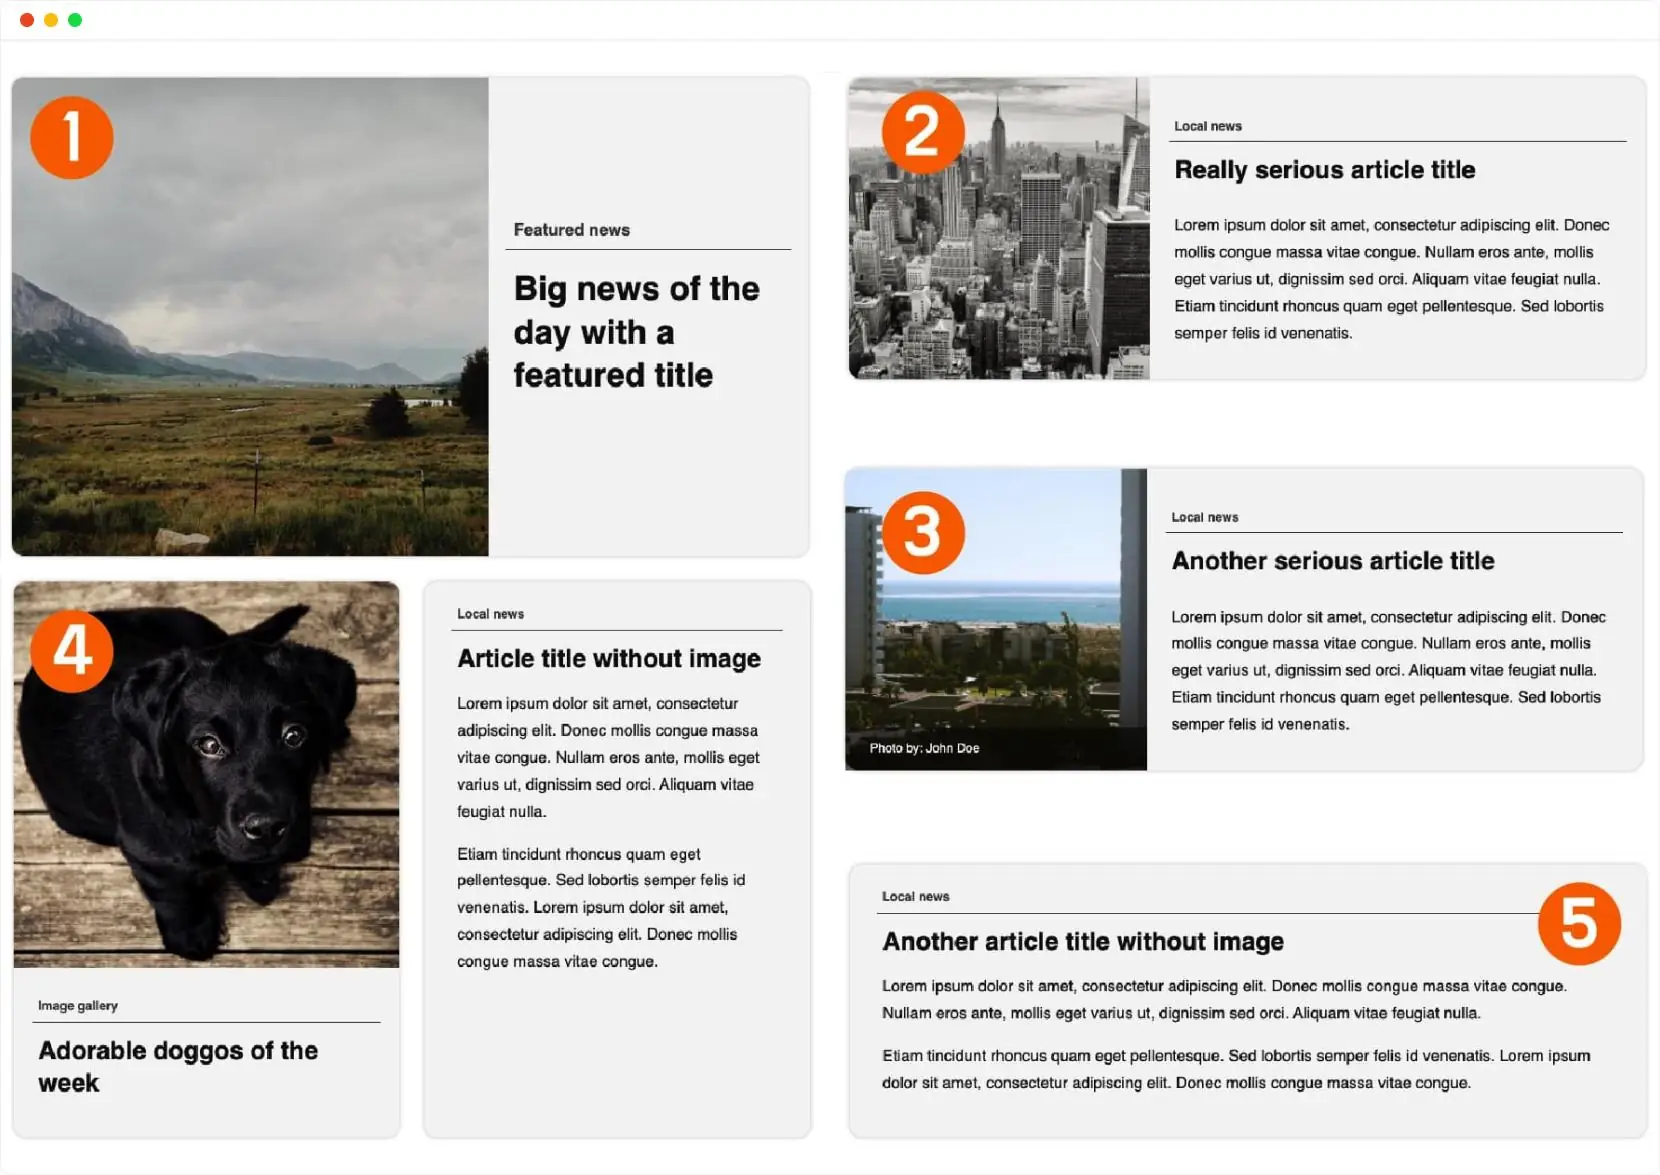 1
Featured news
Big news of the
day with a
featured title
2
Local news
Really serious article title
Lorem ipsum dolor sit amet, consectetur adipiscing elit. Donec
mollis congue massa vitae congue. Nullam eros ante, mollis
eget varius ut, dignissim sed orci. Aliquam vitae feugiat nulla.
Etiam tincidunt rhoncus quam eget pellentesque. Sed lobortis
semper felis id venenatis.
3
Photo by: John Doe
Local news
Another serious article title
Lorem ipsum dolor sit amet, consectetur adipiscing elit. Donec
mollis congue massa vitae congue. Nullam eros ante, mollis
eget varius ut, dignissim sed orci. Aliquam vitae feugiat nulla.
Etiam tincidunt rhoncus quam eget pellentesque. Sed lobortis
semper felis id venenatis.
4
Image gallery
Adorable doggos of the
week
Local news
Article title without image
Lorem ipsum dolor sit amet, consectetur
adipiscing elit. Donec mollis congue massa
vitae congue. Nullam eros ante, mollis eget
varius ut, dignissim sed orci. Aliquam vitae
feugiat nulla.
Etiam tincidunt rhoncus quam eget
pellentesque. Sed lobortis semper felis id
venenatis. Lorem ipsum dolor sit amet,
consectetur adipiscing elit. Donec mollis
congue massa vitae congue.
5
Local news
Another article title without image
Lorem ipsum dolor sit amet, consectetur adipiscing elit. Donec mollis congue massa vitae congue.
Nullam eros ante, mollis eget varius ut, dignissim sed orci. Aliquam vitae feugiat nulla.
Etiam tincidunt rhoncus quam eget pellentesque. Sed lobortis semper felis id venenatis. Lorem ipsum
dolor sit amet, consectetur adipiscing elit. Donec mollis congue massa vitae congue.